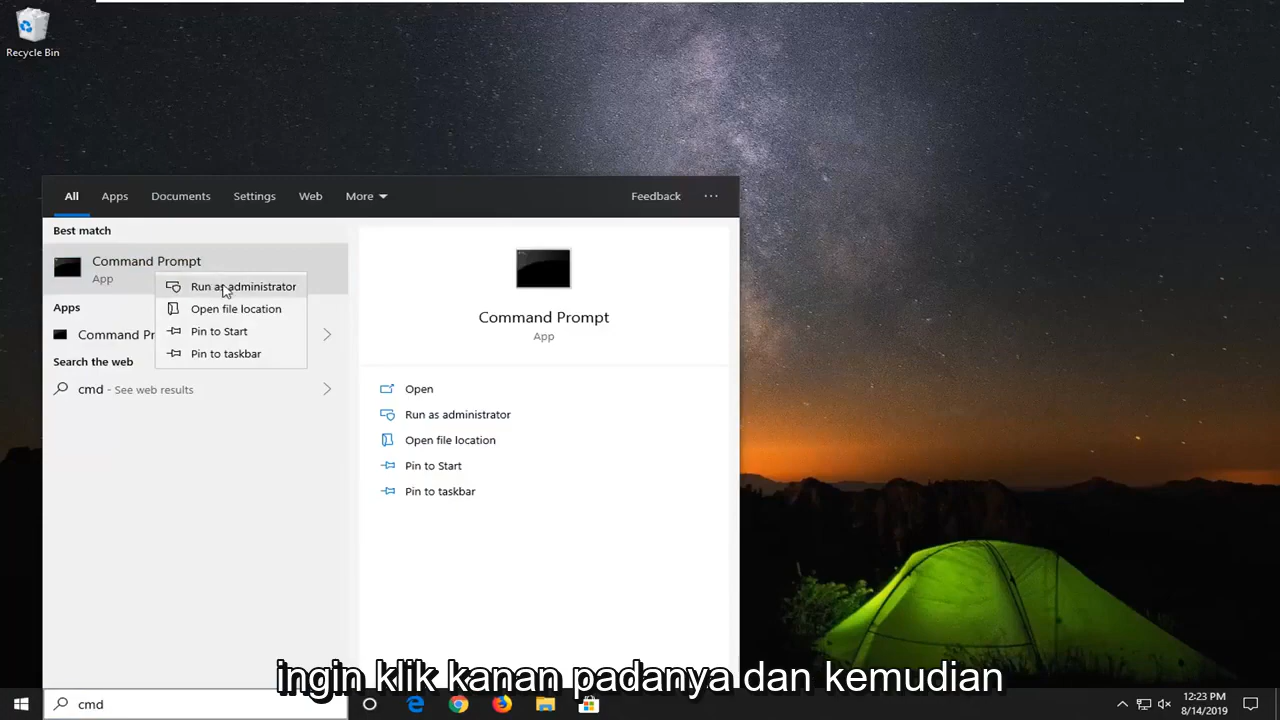 Recycle Bin
All Apps Documents Settings Web More Feedback ...
Best match
Command Prompt
App
Run as administrator
Open file location
Pin to Start
Pin to taskbar
Apps
Command Pr
Search the web
cmd - See web results
Command Prompt
App
Open
Run as administrator
Open file location
Pin to Start
Pin to taskbar
ingin klik kanan padanya dan kemudian
cmd
12:23 PM
8/14/2019